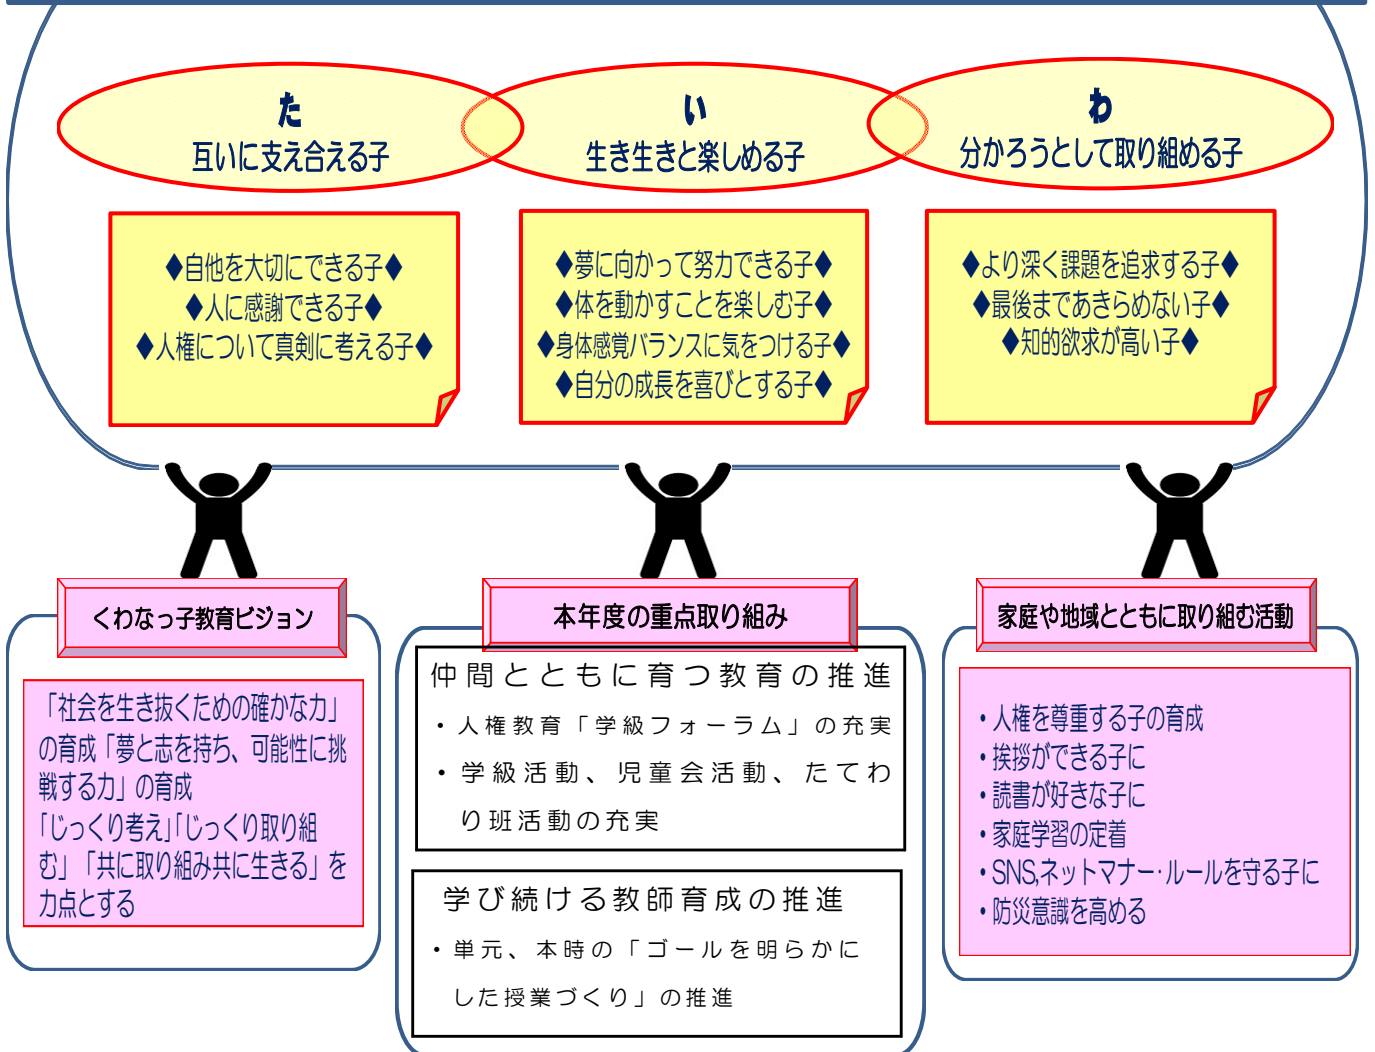 た
互いに支え合える子
い
生き生きと楽しめる子
わ
分かろうとして取り組める子
◆自他を大切にできる子◆
◆人に感謝できる子◆
◆人権について真剣に考える子◆
◆夢に向かって努力できる子◆
◆体を動かすことを楽しむ子◆
◆身体感覚バランスに気をつける子◆
◆自分の成長を喜びとする子◆
◆より深く課題を追求する子◆
◆最後まであきらめない子◆
◆知的欲求が高い子◆
くわなっ子教育ビジョン
「社会を生き抜くための確かな力」
の育成「夢と志を持ち、可能性に挑
戦する力」の育成
「じっくり考え」「じっくり取り組
む」「共に取り組み共に生きる」を
力点とする
本年度の重点取り組み
仲間とともに育つ教育の推進
・人権教育「学級フォーラム」の充実
・学級活動、児童会活動、たてわ
り班活動の充実
学び続ける教師育成の推進
・単元、本時の「ゴールを明らかに
した授業づくり」の推進
家庭や地域とともに取り組む活動
・人権を尊重する子の育成
・挨拶ができる子に
・読書が好きな子に
・家庭学習の定着
・SNS,ネットマナー・ルールを守る子に
・防災意識を高める